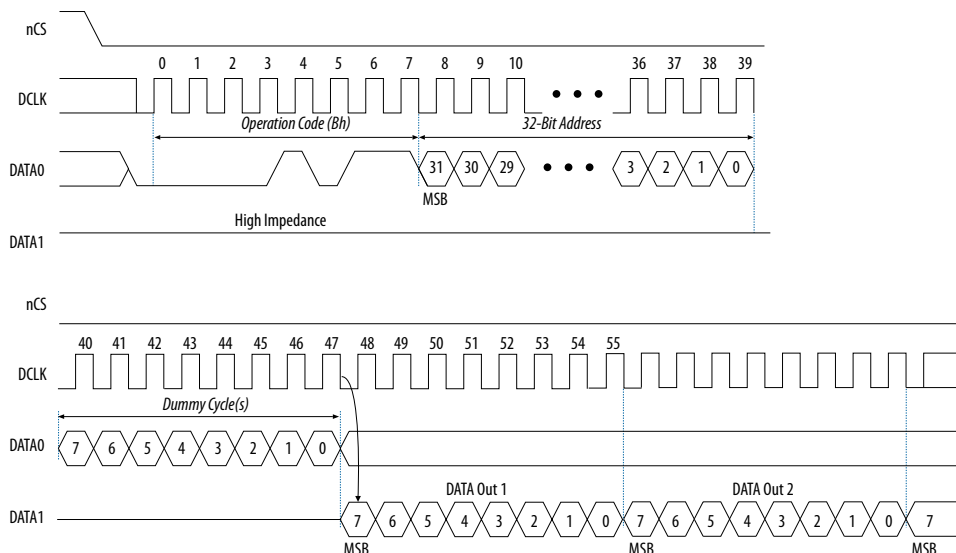 nCS
0 1 2 3 4 5 6 7 8 9 10 36 37 38 39
DCLK
Operation Code (Bh) 32-Bit Address
DATA0 31 30 29 3 2 1 0
MSB
High Impedance
DATA1
nCS
40 41 42 43 44 45 46 47 48 49 50 51 52 53 54 55
DCLK
Dummy Cycle(s)
DATA0 7 6 5 4 3 2 1 0
DATA Out 1 DATA Out 2
DATA1 7 6 5 4 3 2 1 0 7 6 5 4 3 2 1 0 7
MSB MSB MSB